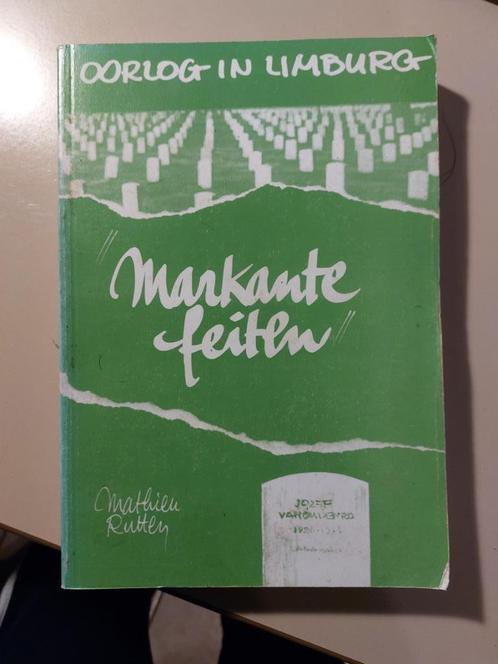 OORLOG IN LIMBURG
"Markante
feiten"
Mathieu
Rutten
JOZEF